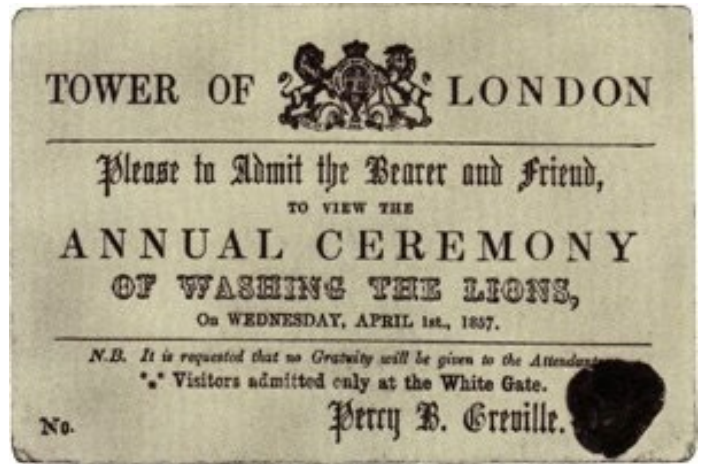 TOWER OF LONDON
Please to Admit the Bearer and Friend,
TO VIEW THE
ANNUAL CEREMONY
OF WASHING THE LIONS,
On WEDNESDAY, APRIL 1st., 1857.
N.B. It is requested that no Gratuity will be given to the Attendants
*⁎* Visitors admitted only at the White Gate.
No. Percy B. Greville.